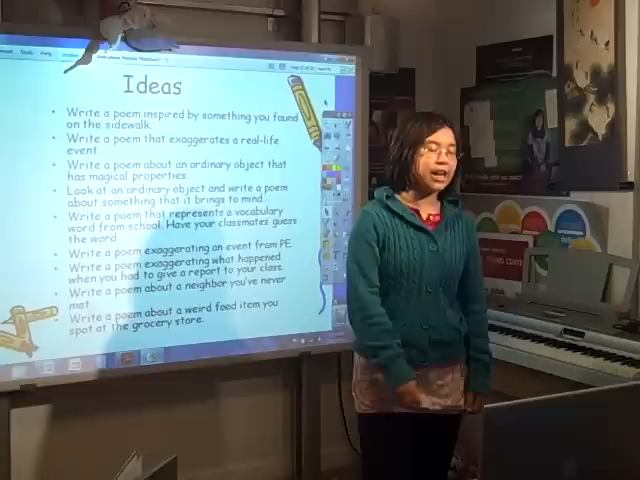 Tools Help
Ideas
• Write a poem inspired by something you found
on the sidewalk.
• Write a poem that exaggerates a real-life
event
• Write a poem about an ordinary object that
has magical properties.
• Look at an ordinary object and write a poem
about something that it brings to mind.
• Write a poem that represents a vocabulary
word from school. Have your classmates guess
the word.
• Write a poem exaggerating an event from PE.
• Write a poem exaggerating what happened
when you had to give a report to your class.
• Write a poem about a neighbor you've never
met.
• Write a poem about a weird food item you
spot at the grocery store.